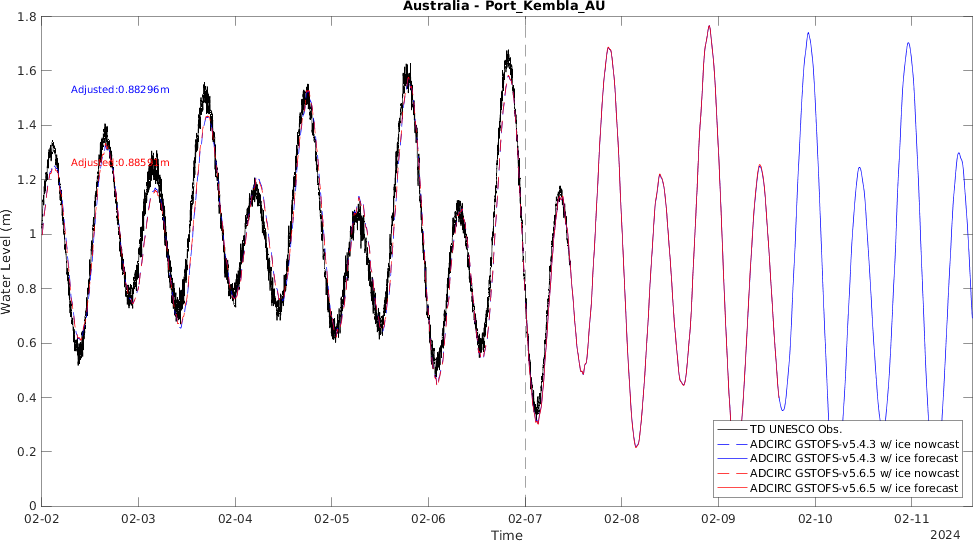 Australia - Port_Kembla_AU
1.8
1.6
1.4
1.2
1
0.8
0.6
0.4
0.2
0
Water Level (m)
Adjusted:0.88296m
02-02
02-03
02-04
02-05
02-06
02-07
02-08
02-09
02-10
02-11
Time
2024
TD UNESCO Obs.
ADCIRC GSTOFS-v5.4.3 w/ ice nowcast
ADCIRC GSTOFS-v5.4.3 w/ ice forecast
ADCIRC GSTOFS-v5.6.5 w/ ice nowcast
ADCIRC GSTOFS-v5.6.5 w/ ice forecast